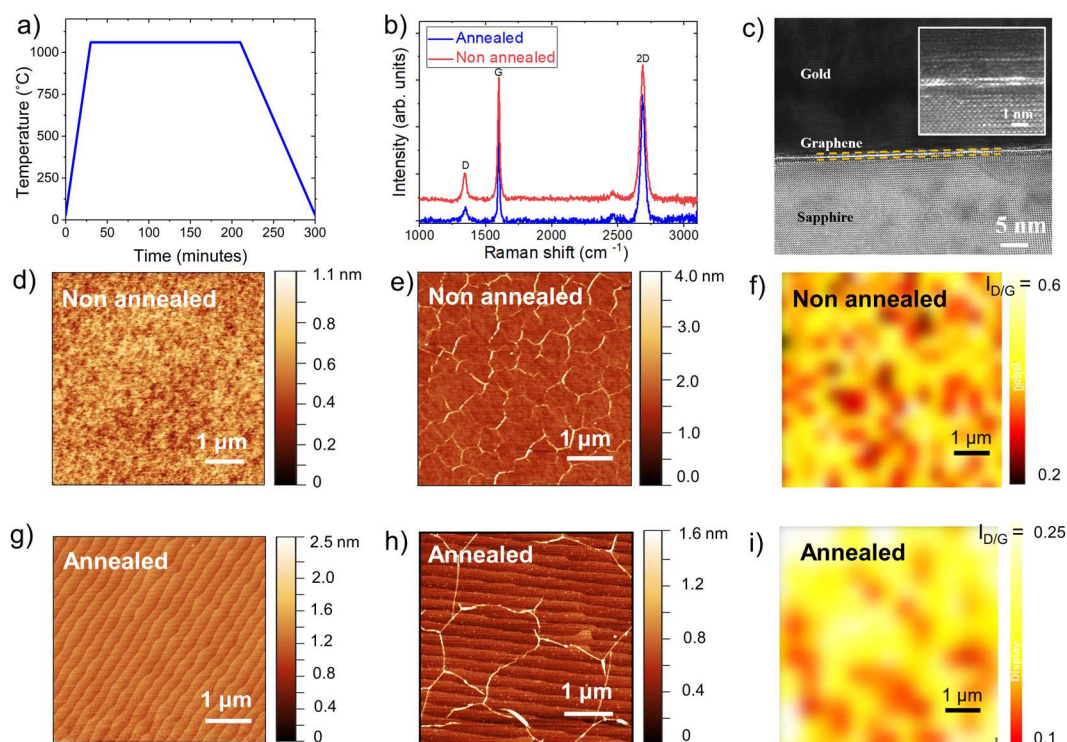 a)
1000
750
500
250
0
0 50 100 150 200 250 300
Temperature (°C)
Time (minutes)
b)
Annealed
Non annealed
D
G
2D
Intensity (arb. units)
1000 1500 2000 2500 3000
Raman shift (cm -1)
c)
Gold
Graphene
Sapphire
1 nm
5 nm
d)
Non annealed
1 µm
1.1 nm
0.8
0.6
0.4
0.2
0
e)
Non annealed
1 µm
4.0 nm
3.0
2.0
1.0
0.0
f)
Non annealed
1 µm
ID/G = 0.6
0.2
g)
Annealed
1 µm
2.5 nm
2.0
1.6
1.2
0.8
0.4
0
h)
Annealed
1 µm
1.6 nm
1.2
0.8
0.4
0
i)
Annealed
1 µm
ID/G = 0.25
Display
0.1